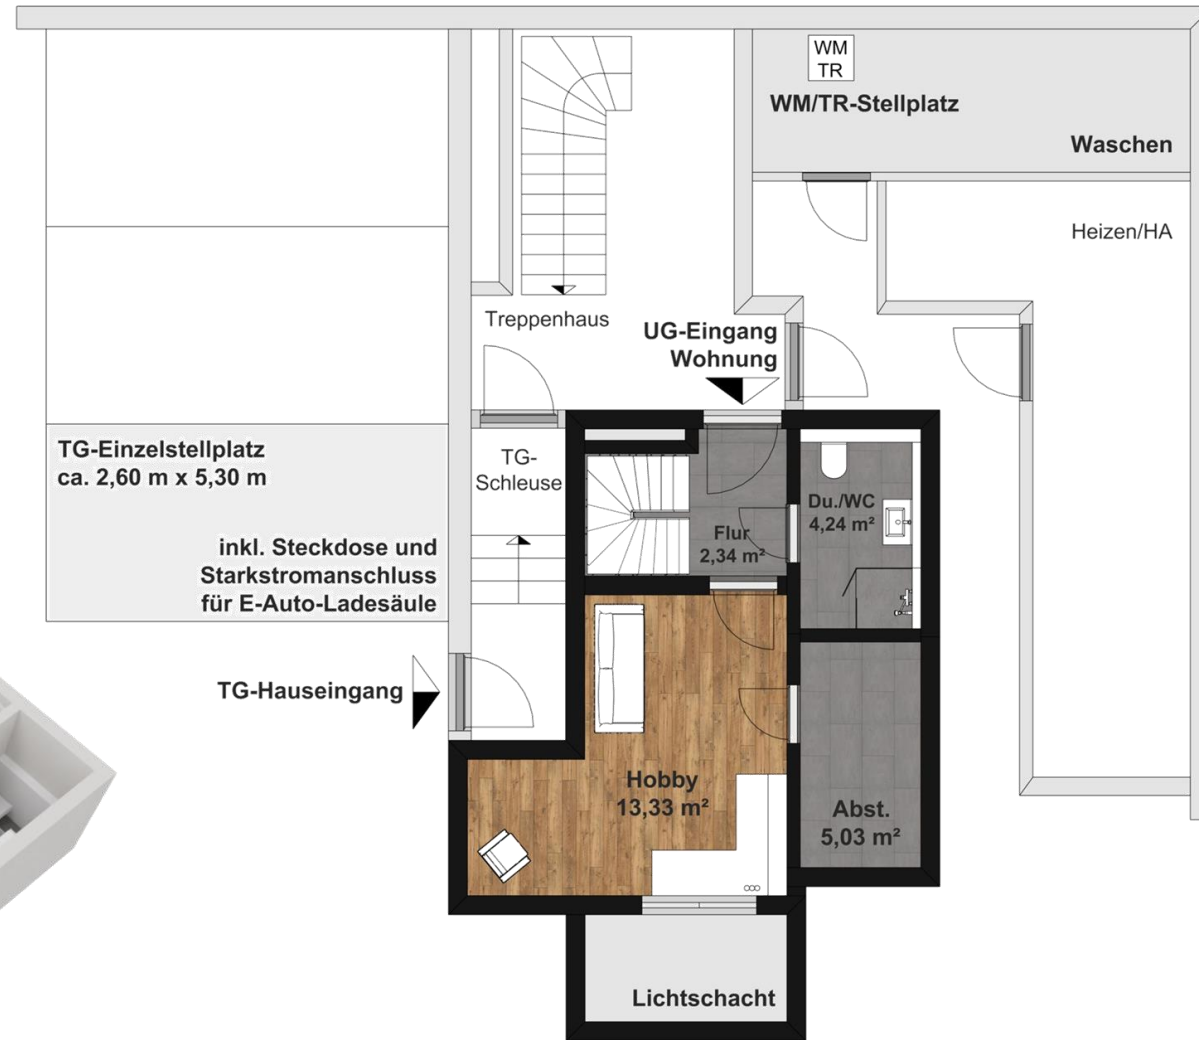 WM
TR
WM/TR-Stellplatz
Waschen
Heizen/HA
Treppenhaus
UG-Eingang
Wohnung
TG-Einzelstellplatz
ca. 2,60 m x 5,30 m
inkl. Steckdose und
Starkstromanschluss
für E-Auto-Ladesäule
TG-
Schleuse
Flur
2,34 m²
Du./WC
4,24 m²
TG-Hauseingang
Hobby
13,33 m²
Abst.
5,03 m²
Lichtschacht